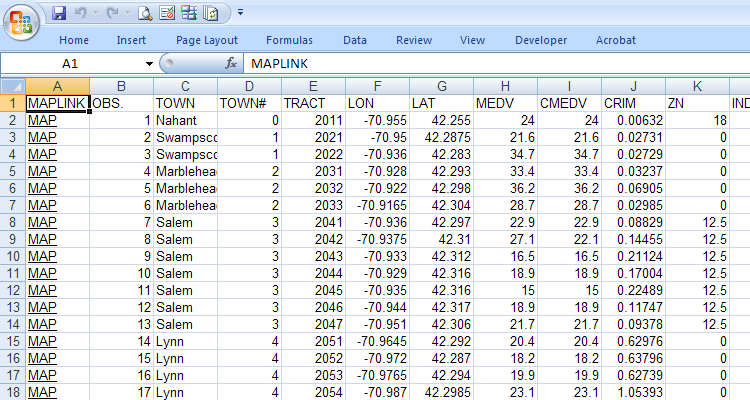 Home Insert Page Layout Formulas Data Review View Developer Acrobat
A1 fx MAPLINK
A B C D E F G H I J K
1 MAPLINK OBS. TOWN TOWN# TRACT LON LAT MEDV CMEDV CRIM ZN IND
2 MAP 1 Nahant 0 2011 -70.955 42.255 24 24 0.00632 18
3 MAP 2 Swampsco 1 2021 -70.95 42.2875 21.6 21.6 0.02731 0
4 MAP 3 Swampsco 1 2022 -70.936 42.283 34.7 34.7 0.02729 0
5 MAP 4 Marblehea 2 2031 -70.928 42.293 33.4 33.4 0.03237 0
6 MAP 5 Marblehea 2 2032 -70.922 42.298 36.2 36.2 0.06905 0
7 MAP 6 Marblehea 2 2033 -70.9165 42.304 28.7 28.7 0.02985 0
8 MAP 7 Salem 3 2041 -70.936 42.297 22.9 22.9 0.08829 12.5
9 MAP 8 Salem 3 2042 -70.9375 42.31 27.1 22.1 0.14455 12.5
10 MAP 9 Salem 3 2043 -70.933 42.312 16.5 16.5 0.21124 12.5
11 MAP 10 Salem 3 2044 -70.929 42.316 18.9 18.9 0.17004 12.5
12 MAP 11 Salem 3 2045 -70.935 42.316 15 15 0.22489 12.5
13 MAP 12 Salem 3 2046 -70.944 42.317 18.9 18.9 0.11747 12.5
14 MAP 13 Salem 3 2047 -70.951 42.306 21.7 21.7 0.09378 12.5
15 MAP 14 Lynn 4 2051 -70.9645 42.292 20.4 20.4 0.62976 0
16 MAP 15 Lynn 4 2052 -70.972 42.287 18.2 18.2 0.63796 0
17 MAP 16 Lynn 4 2053 -70.9765 42.294 19.9 19.9 0.62739 0
18 MAP 17 Lynn 4 2054 -70.987 42.2985 23.1 23.1 1.05393 0